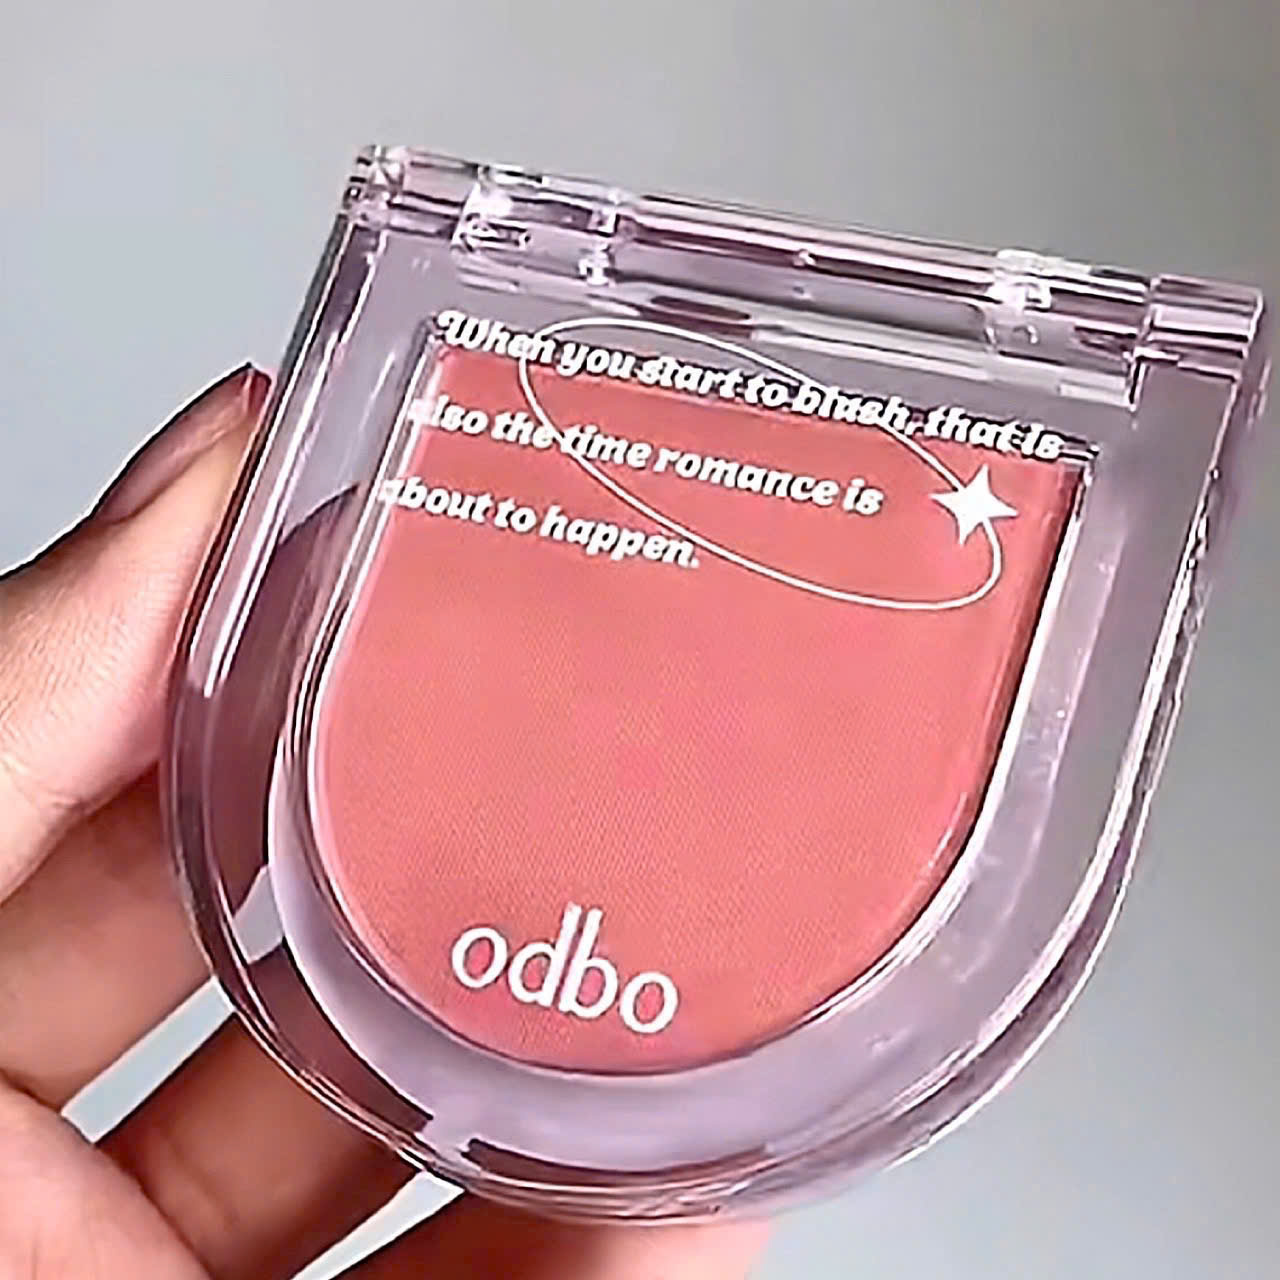 When you start to blush, that is
also the time romance is
about to happen.
odbo